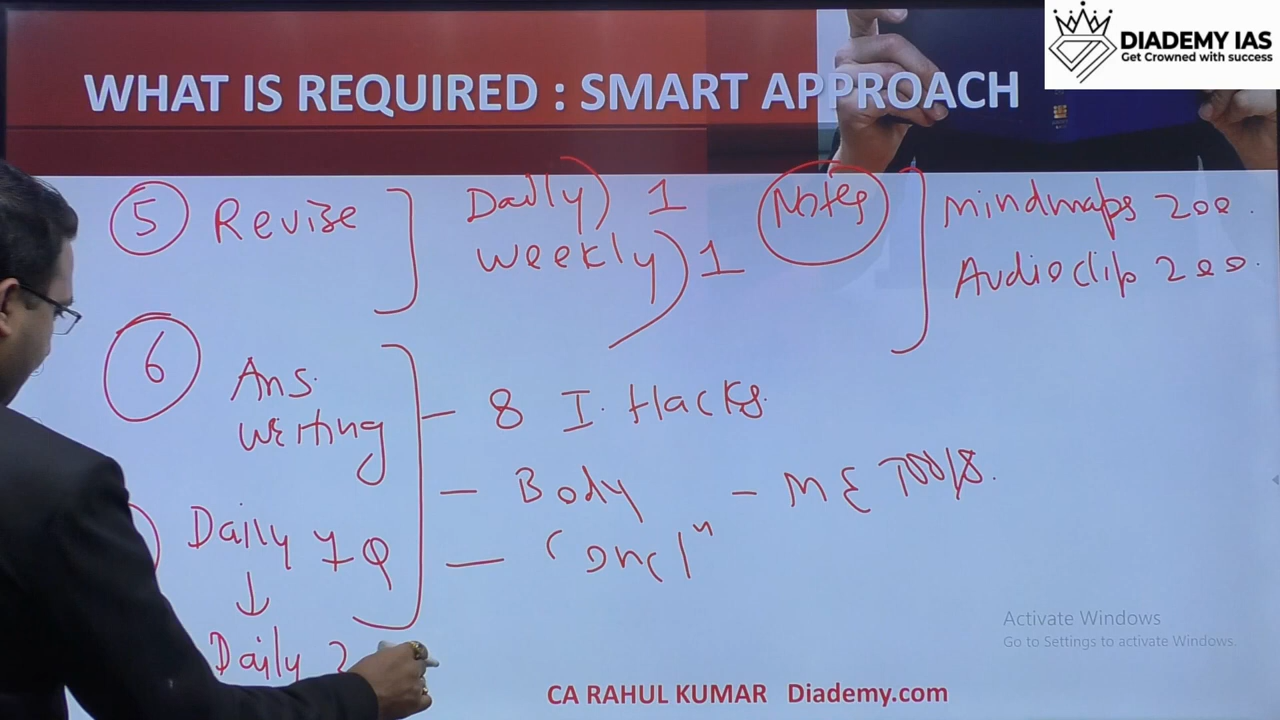 DIADEMY IAS
Get Crowned with success
WHAT IS REQUIRED : SMART APPROACH
5 Revise
Daily) 1
Weekly) 1
Notes
Mindmaps 200.
Audioclip 200.
6 Ans. Writing
- 8 I. Hacks.
- Body - ME Tools.
- Concl"
Daily 1Q
↓
Daily 2
Activate Windows
Go to Settings to activate Windows.
CA RAHUL KUMAR Diademy.com